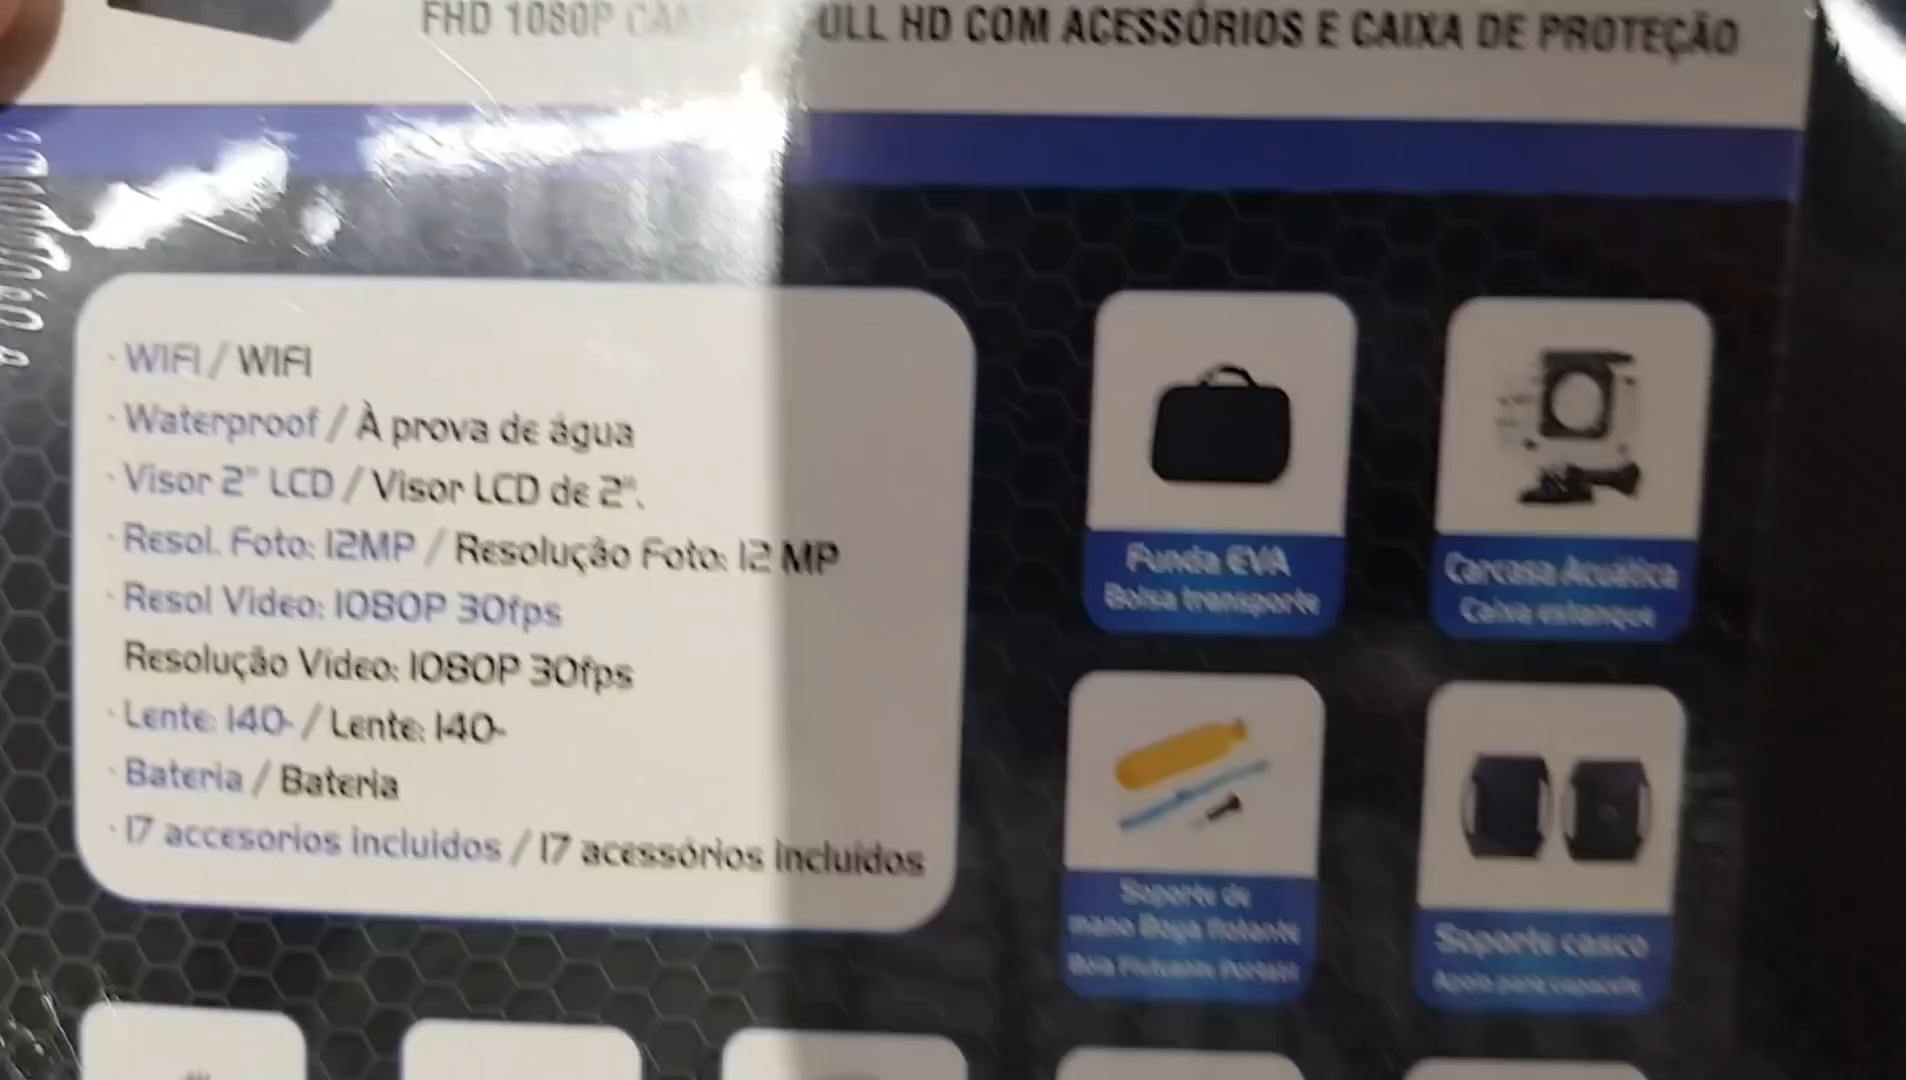 FHD 1080P CÂM ULL HD COM ACESSÓRIOS E CAIXA DE PROTEÇÃO
· WIFI / WIFI
· Waterproof / À prova de água
· Visor 2" LCD / Visor LCD de 2".
· Resol. Foto: 12MP / Resolução Foto: 12 MP
· Resol Video: 1080P 30fps
Resolução Video: 1080P 30fps
· Lente: 140- / Lente: 140-
· Bateria / Bateria
· 17 accesorios incluidos / 17 acessórios incluídos
Funda EVA
Bolsa transporte
Carcasa Acuática
Caixa estanque
Soporte de
mano Boya flotante
Soporte casco
Apoio para capacete